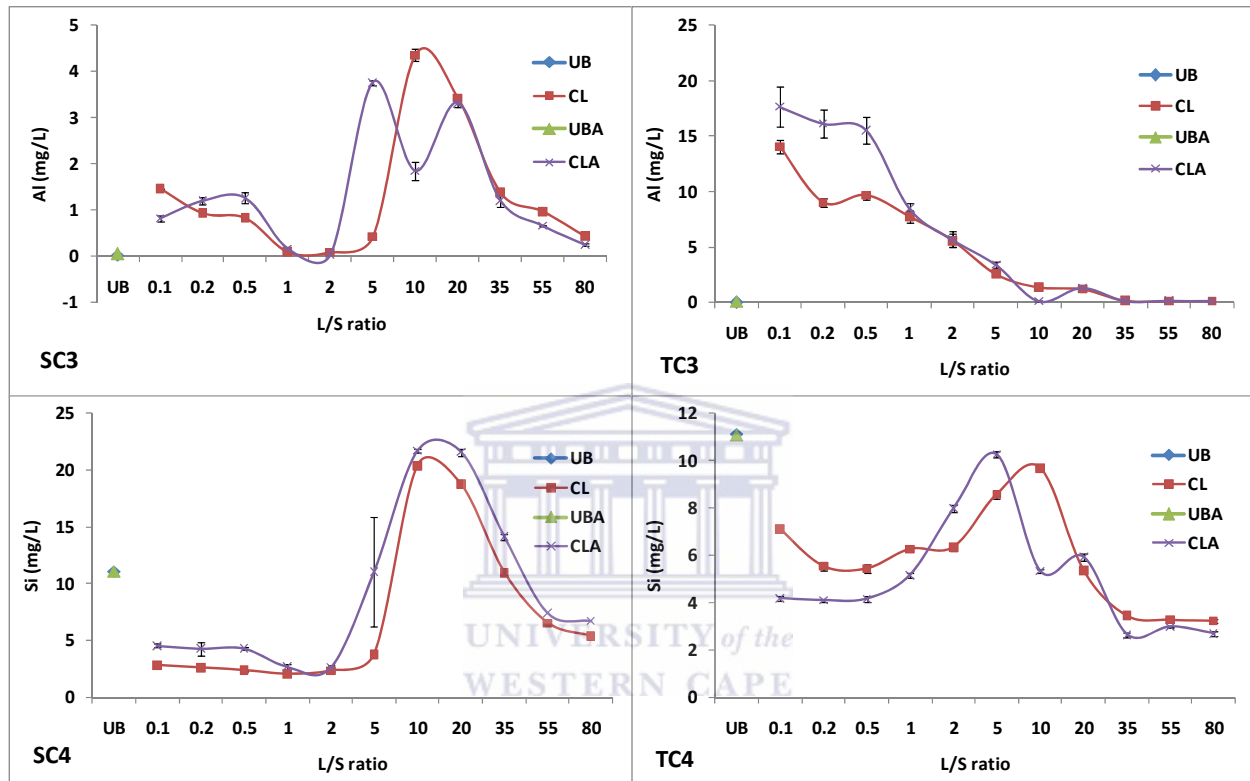 5
4
3
2
1
0
-1
Al (mg/L)
UB 0.1 0.2 0.5 1 2 5 10 20 35 55 80
L/S ratio
UB
CL
UBA
CLA
SC3
25
20
15
10
5
0
Al (mg/L)
UB 0.1 0.2 0.5 1 2 5 10 20 35 55 80
L/S ratio
UB
CL
UBA
CLA
TC3
25
20
15
10
5
0
Si (mg/L)
UB 0.1 0.2 0.5 1 2 5 10 20 35 55 80
L/S ratio
UB
CL
UBA
CLA
SC4
12
10
8
6
4
2
0
Si (mg/L)
UB 0.1 0.2 0.5 1 2 5 10 20 35 55 80
L/S ratio
UB
CL
UBA
CLA
TC4
UNIVERSITY of the
WESTERN CAPE